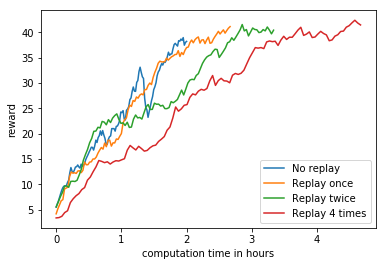 40
35
30
25
20
15
10
5
reward
0
1
2
3
4
computation time in hours
No replay
Replay once
Replay twice
Replay 4 times